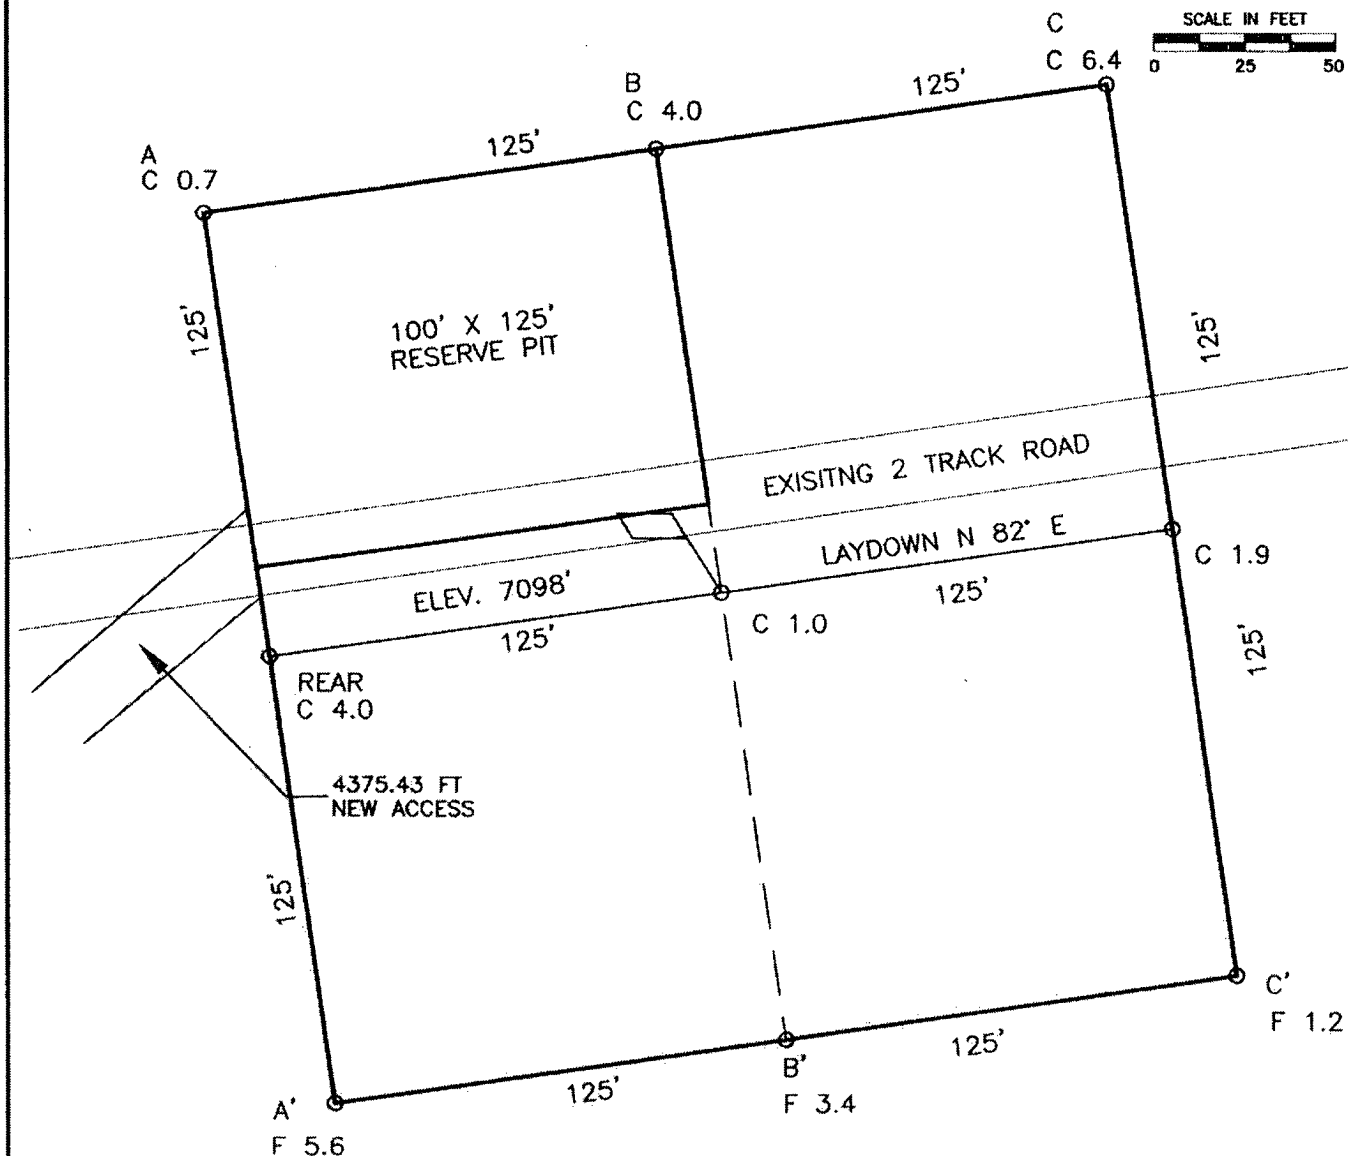 C
SCALE IN FEET
C 6.4
0 25 50
B
C 4.0
125'
125'
A
C 0.7
125'
100' X 125'
RESERVE PIT
125'
EXISITNG 2 TRACK ROAD
LAYDOWN N 82° E
C 1.9
ELEV. 7098'
125'
C 1.0
125'
125'
REAR
C 4.0
4375.43 FT
NEW ACCESS
125'
C'
F 1.2
125'
B'
F 3.4
125'
A'
F 5.6